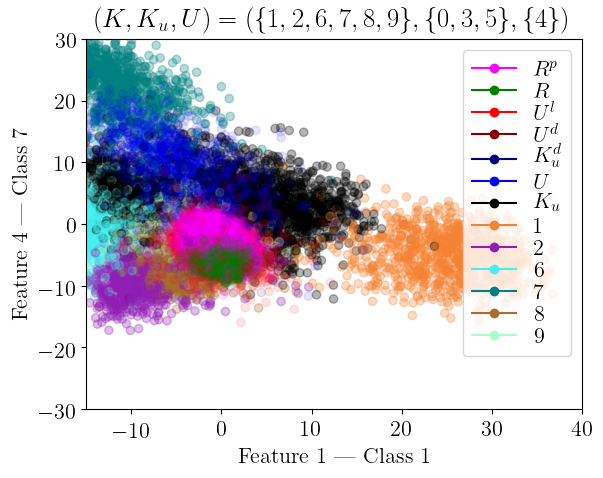 (K, K_u, U) = ({1, 2, 6, 7, 8, 9}, {0, 3, 5}, {4})
30
20
10
0
−10
−20
−30
Feature 4 — Class 7
R^p
R
U^l
U^d
K_u^d
U
K_u
1
2
6
7
8
9
−10
0
10
20
30
40
Feature 1 — Class 1